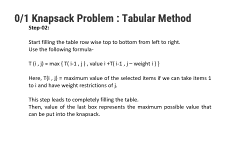 0/1 Knapsack Problem : Tabular Method
Step-02:
Start filling the table row wise top to bottom from left to right.
Use the following formula-
T (i , j) = max { T( i-1 , j ) , value i +T( i-1 , j – weight i ) }
Here, T(i , j) = maximum value of the selected items if we can take items 1
to i and have weight restrictions of j.
This step leads to completely filling the table.
Then, value of the last box represents the maximum possible value that
can be put into the knapsack.